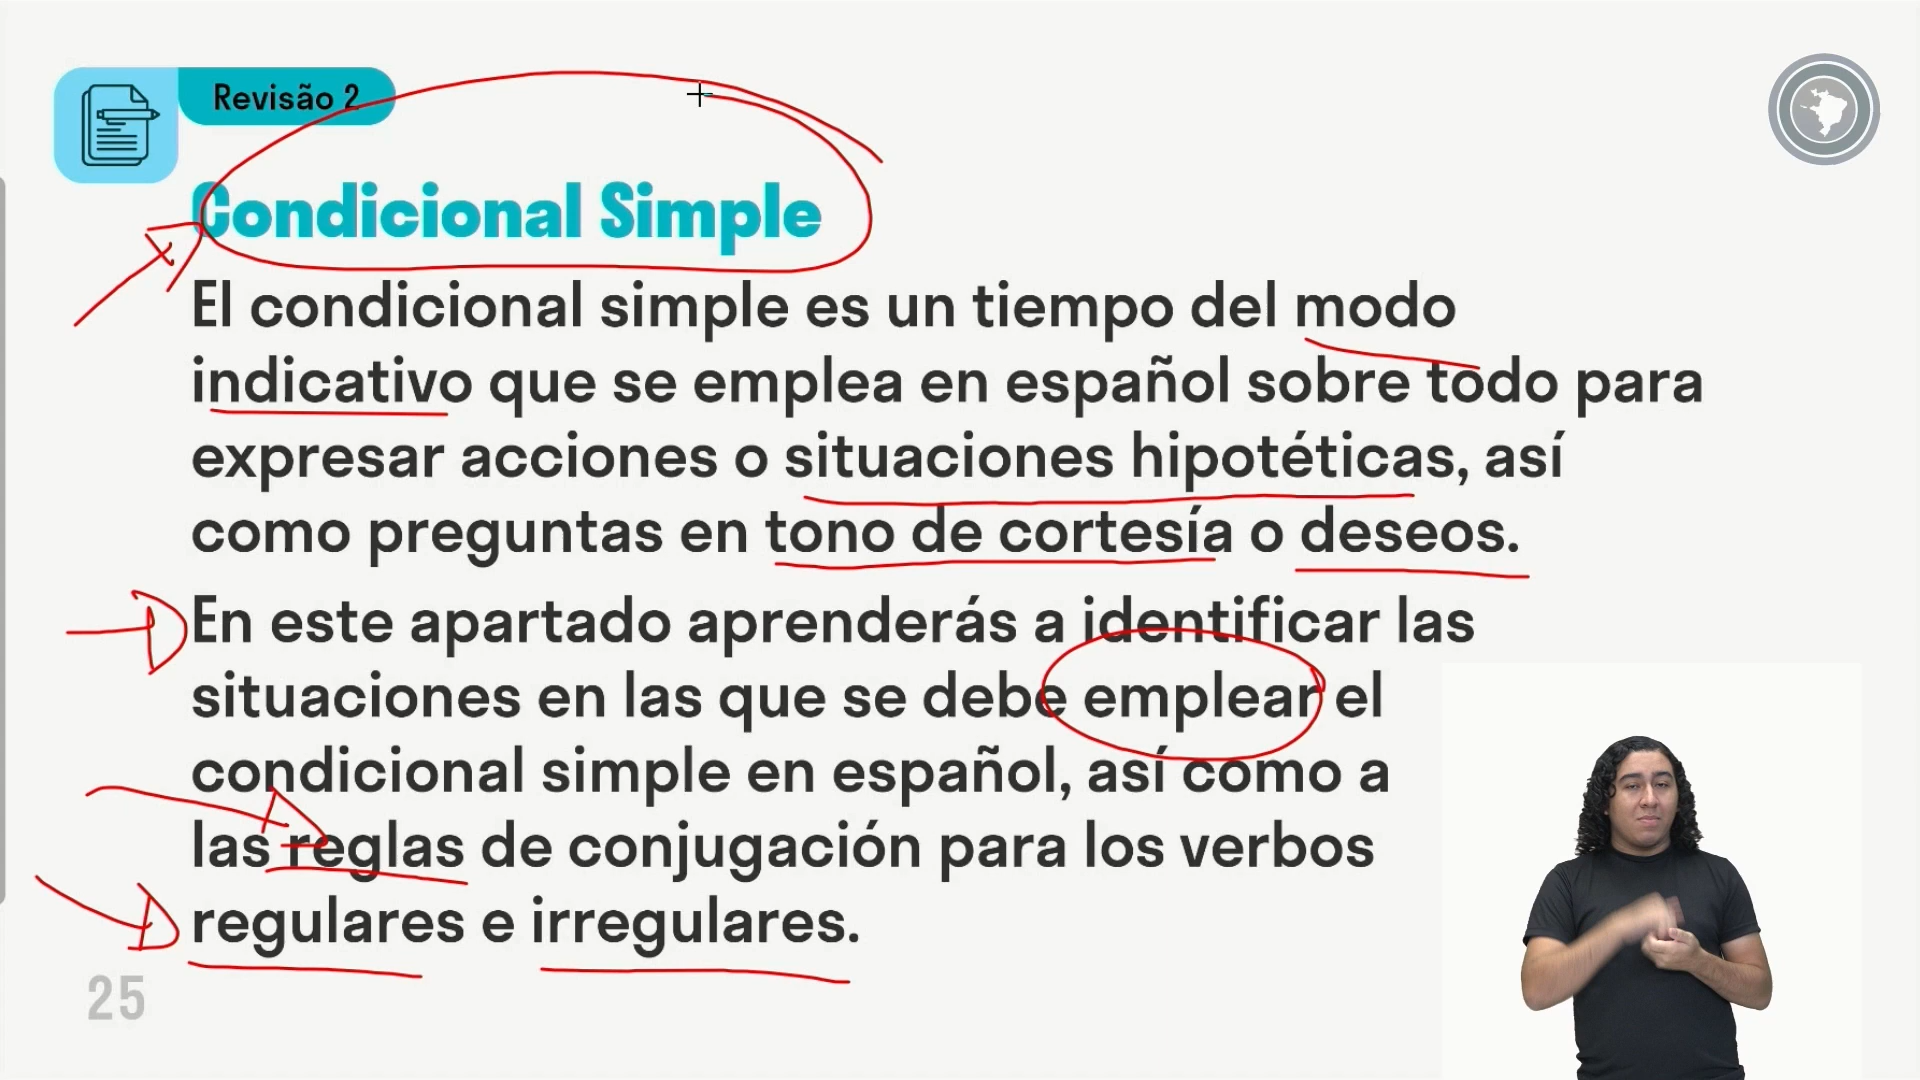 Revisão 2
Condicional Simple
El condicional simple es un tiempo del modo
indicativo que se emplea en español sobre todo para
expresar acciones o situaciones hipotéticas, así
como preguntas en tono de cortesía o deseos.
En este apartado aprenderás a identificar las
situaciones en las que se debe emplear el
condicional simple en español, así como a
las reglas de conjugación para los verbos
regulares e irregulares.
25